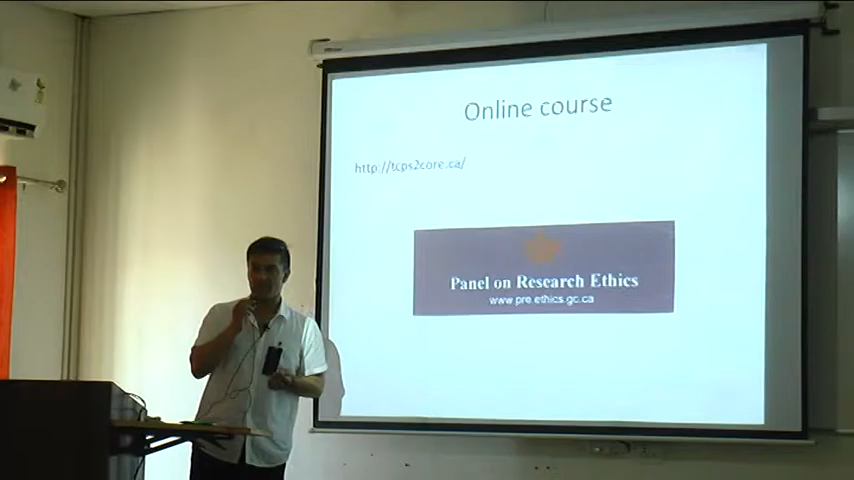 Online course
http://tcps2core.ca/
Panel on Research Ethics
www.pre.ethics.gc.ca